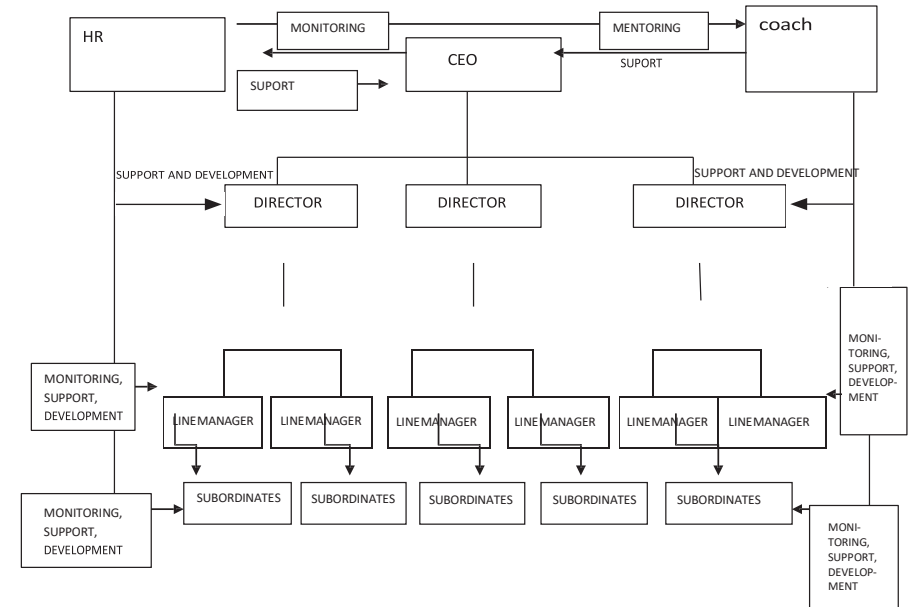 HR
MONITORING
MENTORING
coach
CEO
SUPORT
SUPORT
SUPPORT AND DEVELOPMENT
SUPPORT AND DEVELOPMENT
DIRECTOR
DIRECTOR
DIRECTOR
MONI-
TORING,
SUPPORT,
DEVELOP-
MENT
MONITORING,
SUPPORT,
DEVELOPMENT
LINEMANAGER
LINEMANAGER
LINEMANAGER
LINEMANAGER
LINEMANAGER
LINEMANAGER
SUBORDINATES
SUBORDINATES
SUBORDINATES
SUBORDINATES
SUBORDINATES
MONITORING,
SUPPORT,
DEVELOPMENT
MONI-
TORING,
SUPPORT,
DEVELOP-
MENT